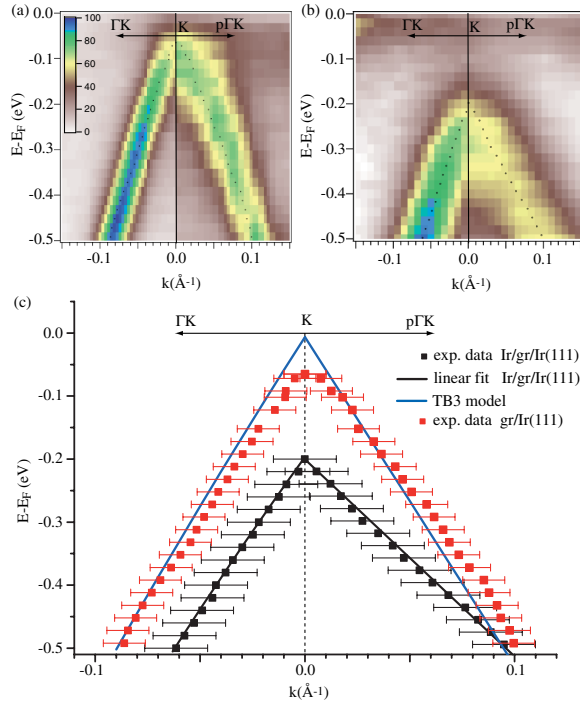 (a)
ΓK
K
pΓK
100
80
60
40
20
0
0.0
-0.1
-0.2
-0.3
-0.4
-0.5
E-EF (eV)
-0.1
0.0
0.1
k(Å-1)
(b)
ΓK
K
pΓK
0.0
-0.1
-0.2
-0.3
-0.4
-0.5
E-EF (eV)
-0.1
0.0
0.1
k(Å-1)
(c)
ΓK
K
pΓK
exp. data Ir/gr/Ir(111)
linear fit Ir/gr/Ir(111)
TB3 model
exp. data gr/Ir(111)
0.0
-0.1
-0.2
-0.3
-0.4
-0.5
E-EF (eV)
-0.1
0.0
0.1
k(Å-1)